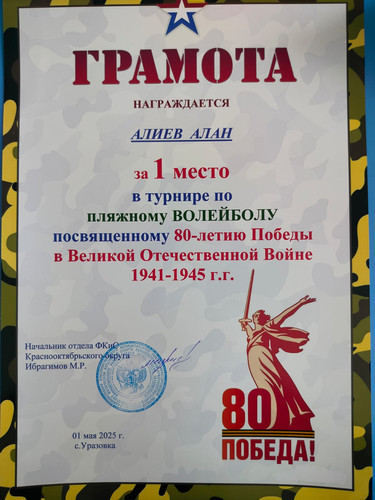 ГРАМОТА
НАГРАЖДАЕТСЯ
АЛИЕВ АЛАН
за 1 место
в турнире по
пляжному ВОЛЕЙБОЛУ
посвященному 80-летию Победы
в Великой Отечественной Войне
1941-1945 г.г.
Начальник отдела ФКиС
Краснооктябрьского округа
Ибрагимов М.Р.
01 мая 2025 г.
с.Уразовка
80
ПОБЕДА!